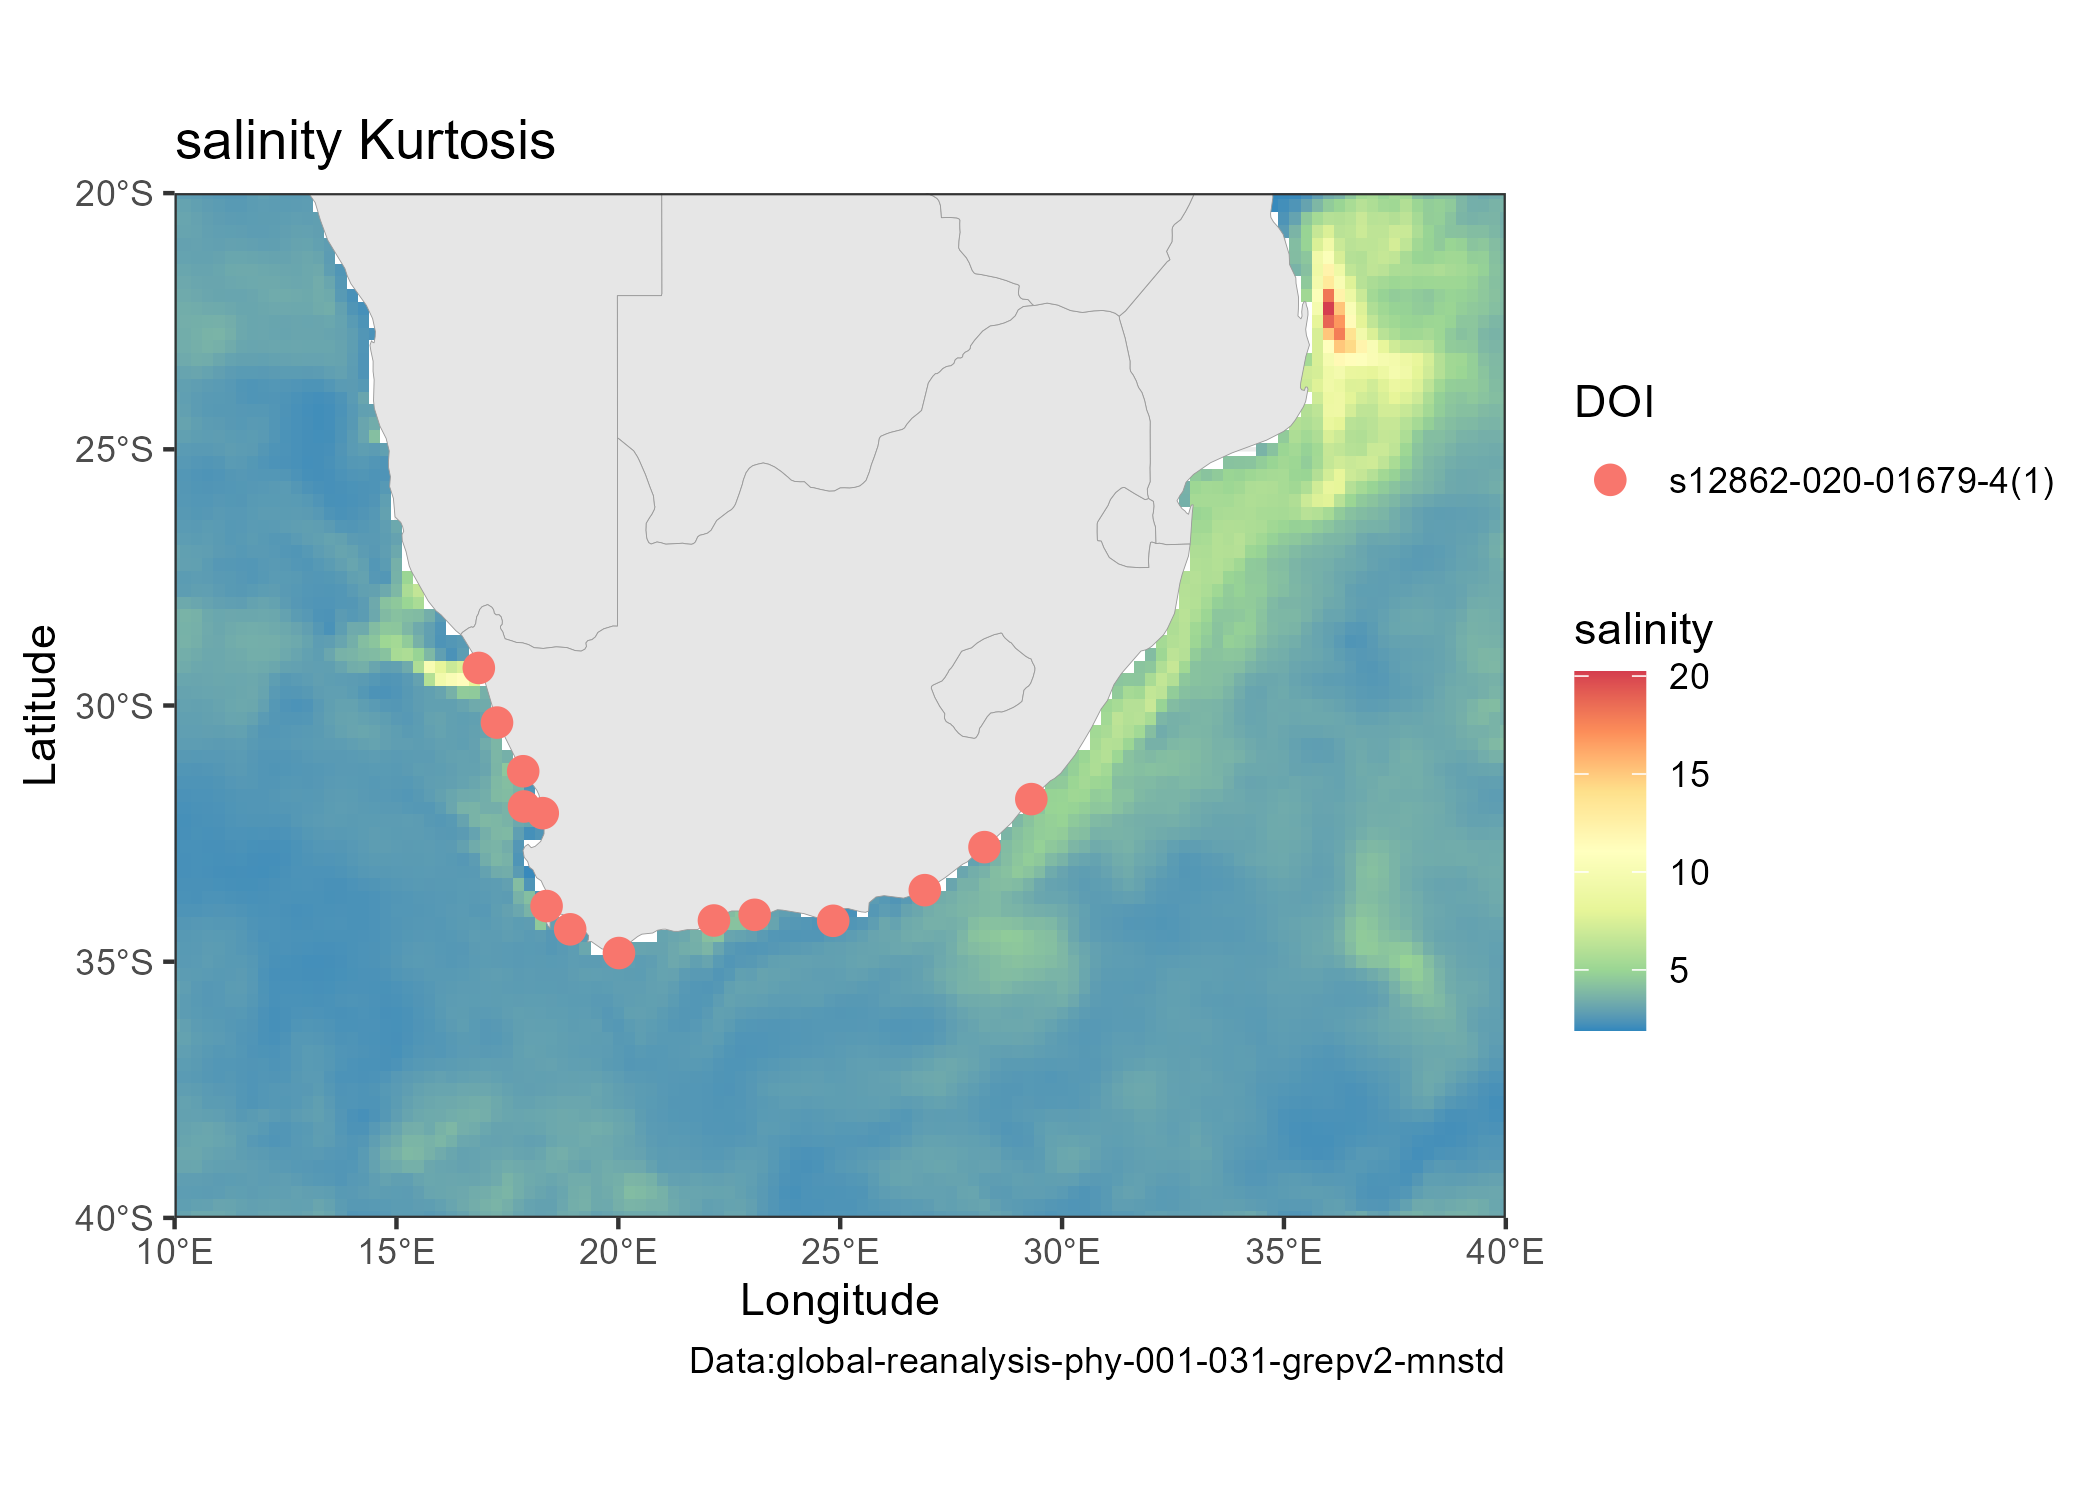 salinity Kurtosis
20°S
25°S
30°S
35°S
40°S
Latitude
10°E 15°E 20°E 25°E 30°E 35°E 40°E
Longitude
Data:global-reanalysis-phy-001-031-grepv2-mnstd
DOI
s12862-020-01679-4(1)
salinity
20
15
10
5